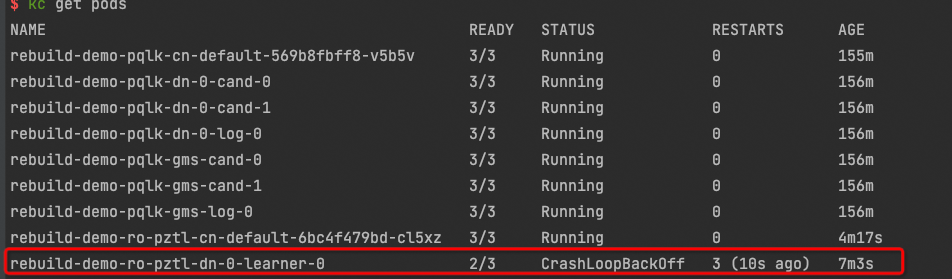 $ kc get pods
NAME READY STATUS RESTARTS AGE
rebuild-demo-pqlk-cn-default-569b8fbff8-v5b5v 3/3 Running 0 155m
rebuild-demo-pqlk-dn-0-cand-0 3/3 Running 0 156m
rebuild-demo-pqlk-dn-0-cand-1 3/3 Running 0 156m
rebuild-demo-pqlk-dn-0-log-0 3/3 Running 0 156m
rebuild-demo-pqlk-gms-cand-0 3/3 Running 0 156m
rebuild-demo-pqlk-gms-cand-1 3/3 Running 0 156m
rebuild-demo-pqlk-gms-log-0 3/3 Running 0 156m
rebuild-demo-ro-pztl-cn-default-6bc4f479bd-cl5xz 3/3 Running 0 4m17s
rebuild-demo-ro-pztl-dn-0-learner-0 2/3 CrashLoopBackOff 3 (10s ago) 7m3s